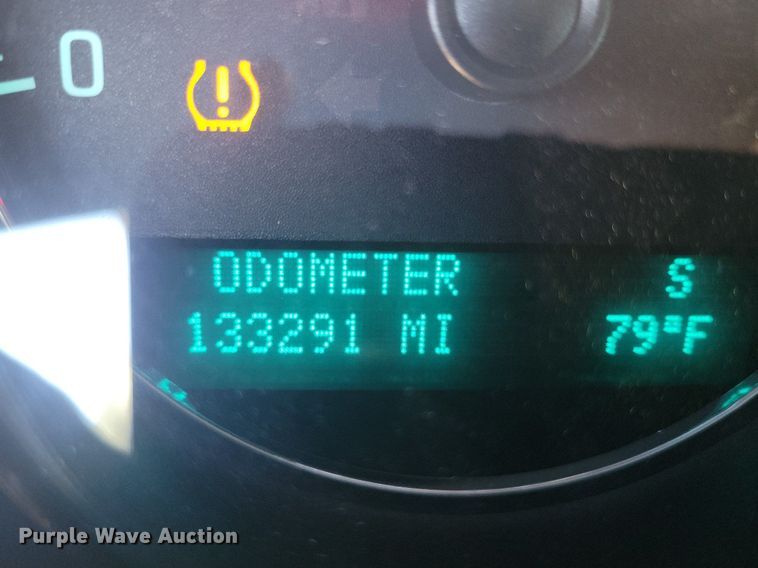 0
ODOMETER S
133291 MI 79°F
Purple Wave Auction